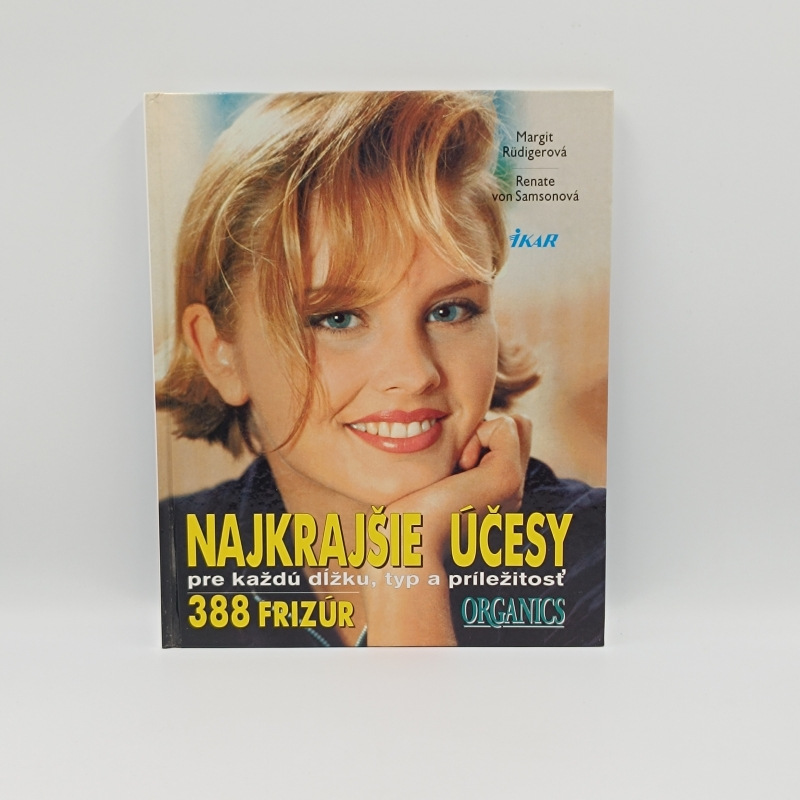 Margit
Rüdigerová
Renate
von Samsonová
iKAR
NAJKRAJŠIE ÚČESY
pre každú dĺžku, typ a príležitosť
388 FRIZÚR
ORGANICS